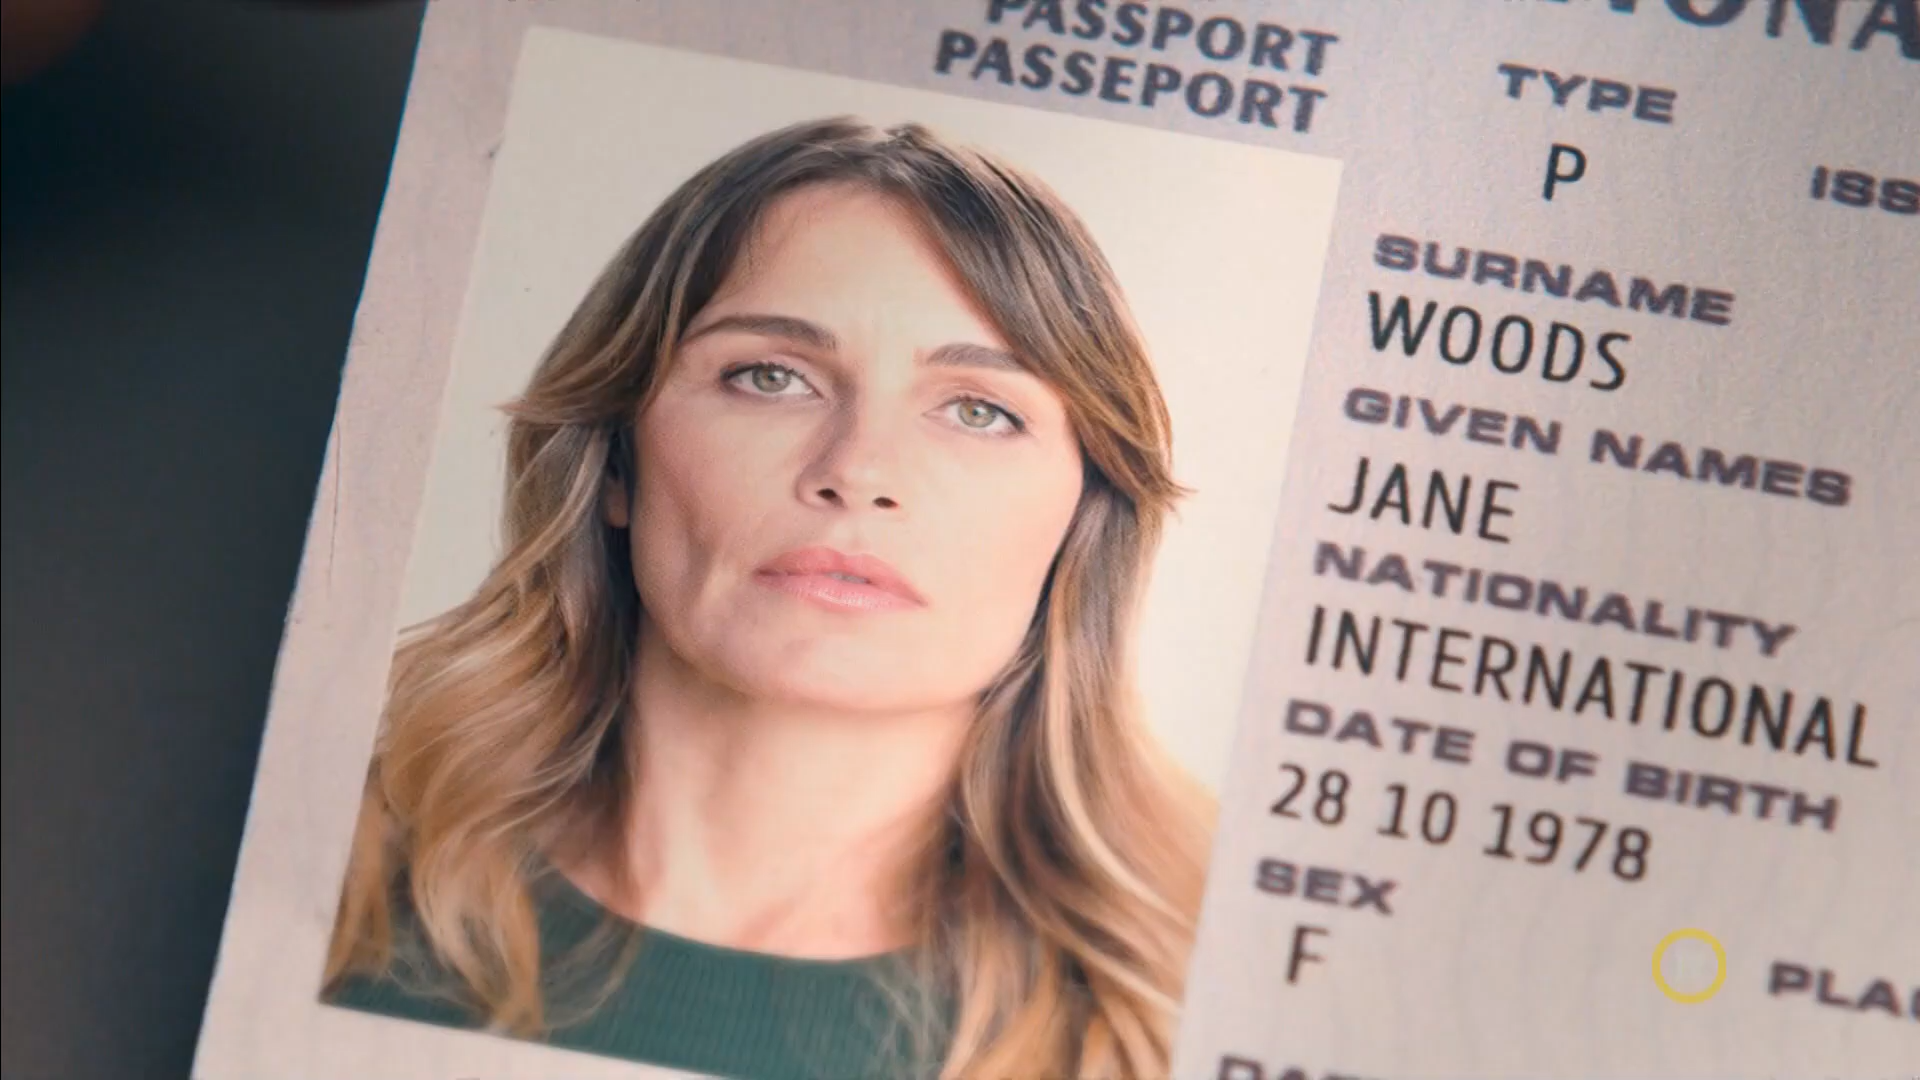 PASSPORT
PASSEPORT
TYPE
P
SURNAME
WOODS
GIVEN NAMES
JANE
NATIONALITY
INTERNATIONAL
DATE OF BIRTH
28 10 1978
SEX
F